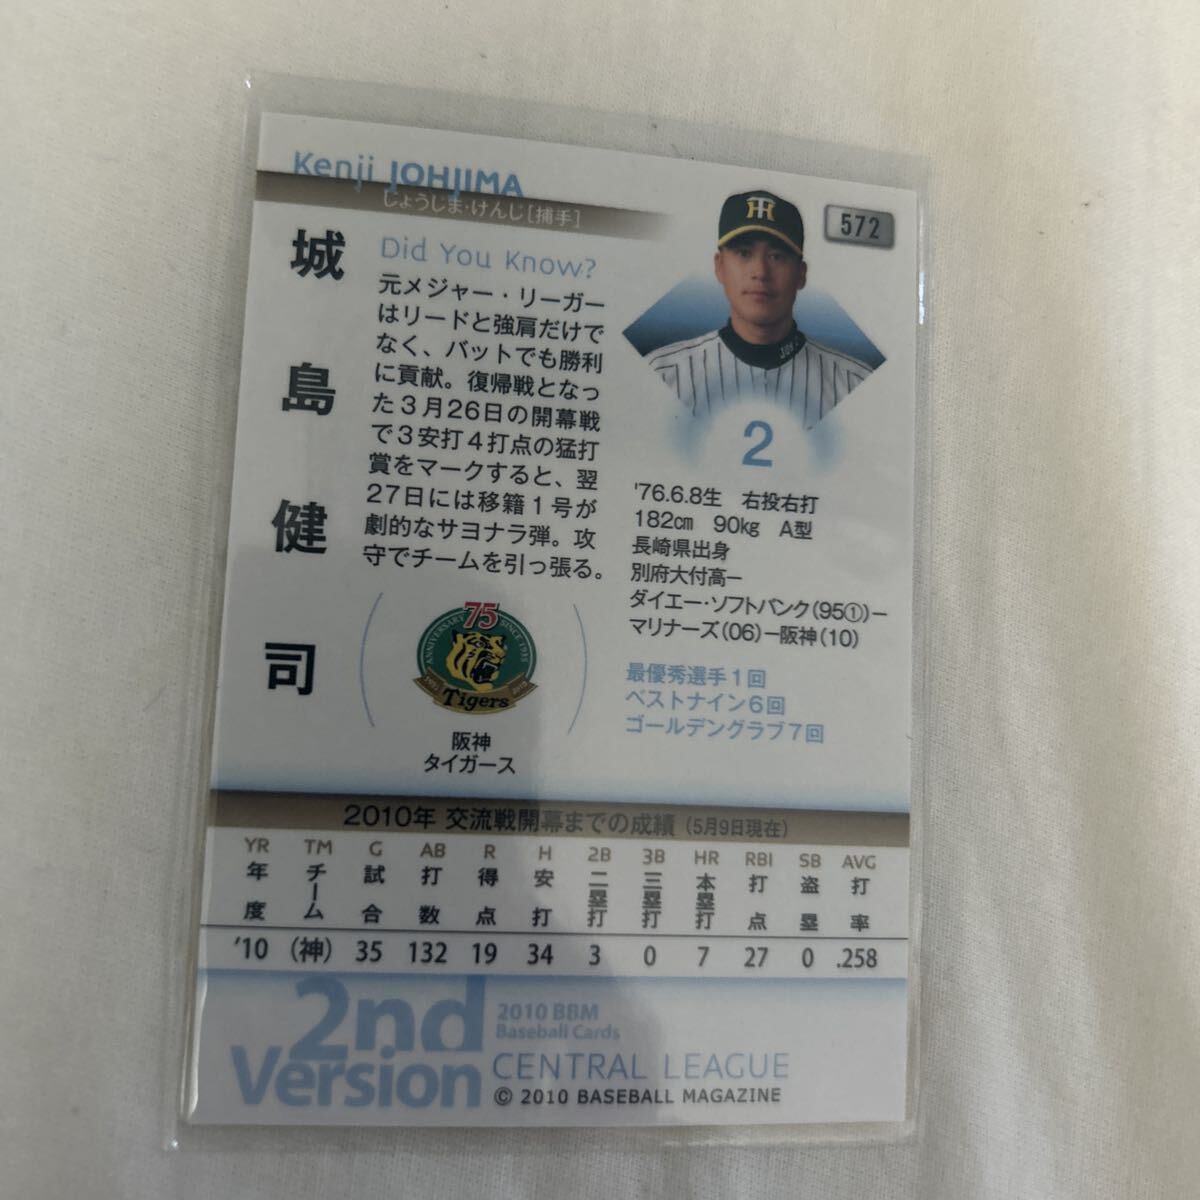 Kenji JOHJIMA
じょうじま・けんじ[捕手]
572
城島健司
Did You Know?
元メジャー・リーガー
はリードと強肩だけで
なく、バットでも勝利
に貢献。復帰戦となっ
た3月26日の開幕戦
で3安打4打点の猛打
賞をマークすると、翌
27日には移籍1号が
劇的なサヨナラ弾。攻
守でチームを引っ張る。
2
'76.6.8生 右投右打
182cm 90kg A型
長崎県出身
別府大付高ー
ダイエー・ソフトバンク(95①)ー
マリナーズ(06)ー阪神(10)
最優秀選手1回
ベストナイン6回
ゴールデングラブ7回
75
ANNIVERSARY SINCE 1935
1935 Tigers 2010
阪神
タイガース
2010年 交流戦開幕までの成績 (5月9日現在)
YR TM G AB R H 2B 3B HR RBI SB AVG
年度 チーム 試合 打数 得点 安打 二塁打 三塁打 本塁打 打点 盗塁 打率
'10 (神) 35 132 19 34 3 0 7 27 0 .258
2nd Version
2010 BBM
Baseball Cards
CENTRAL LEAGUE
© 2010 BASEBALL MAGAZINE